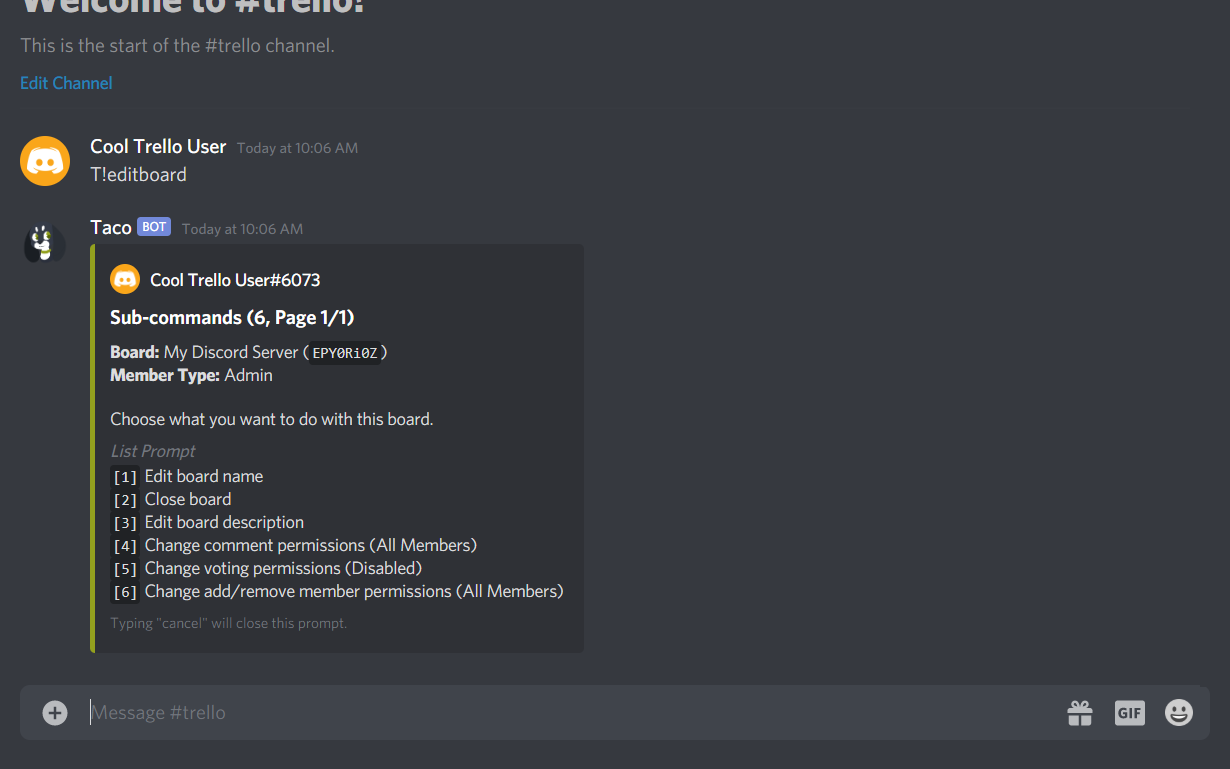 Welcome to #trello!
This is the start of the #trello channel.
Edit Channel
Cool Trello User Today at 10:06 AM
T!editboard
Taco BOT Today at 10:06 AM
Cool Trello User#6073
Sub-commands (6, Page 1/1)
Board: My Discord Server (EPY0Ri0Z)
Member Type: Admin
Choose what you want to do with this board.
List Prompt
[1] Edit board name
[2] Close board
[3] Edit board description
[4] Change comment permissions (All Members)
[5] Change voting permissions (Disabled)
[6] Change add/remove member permissions (All Members)
Typing "cancel" will close this prompt.
Message #trello
GIF